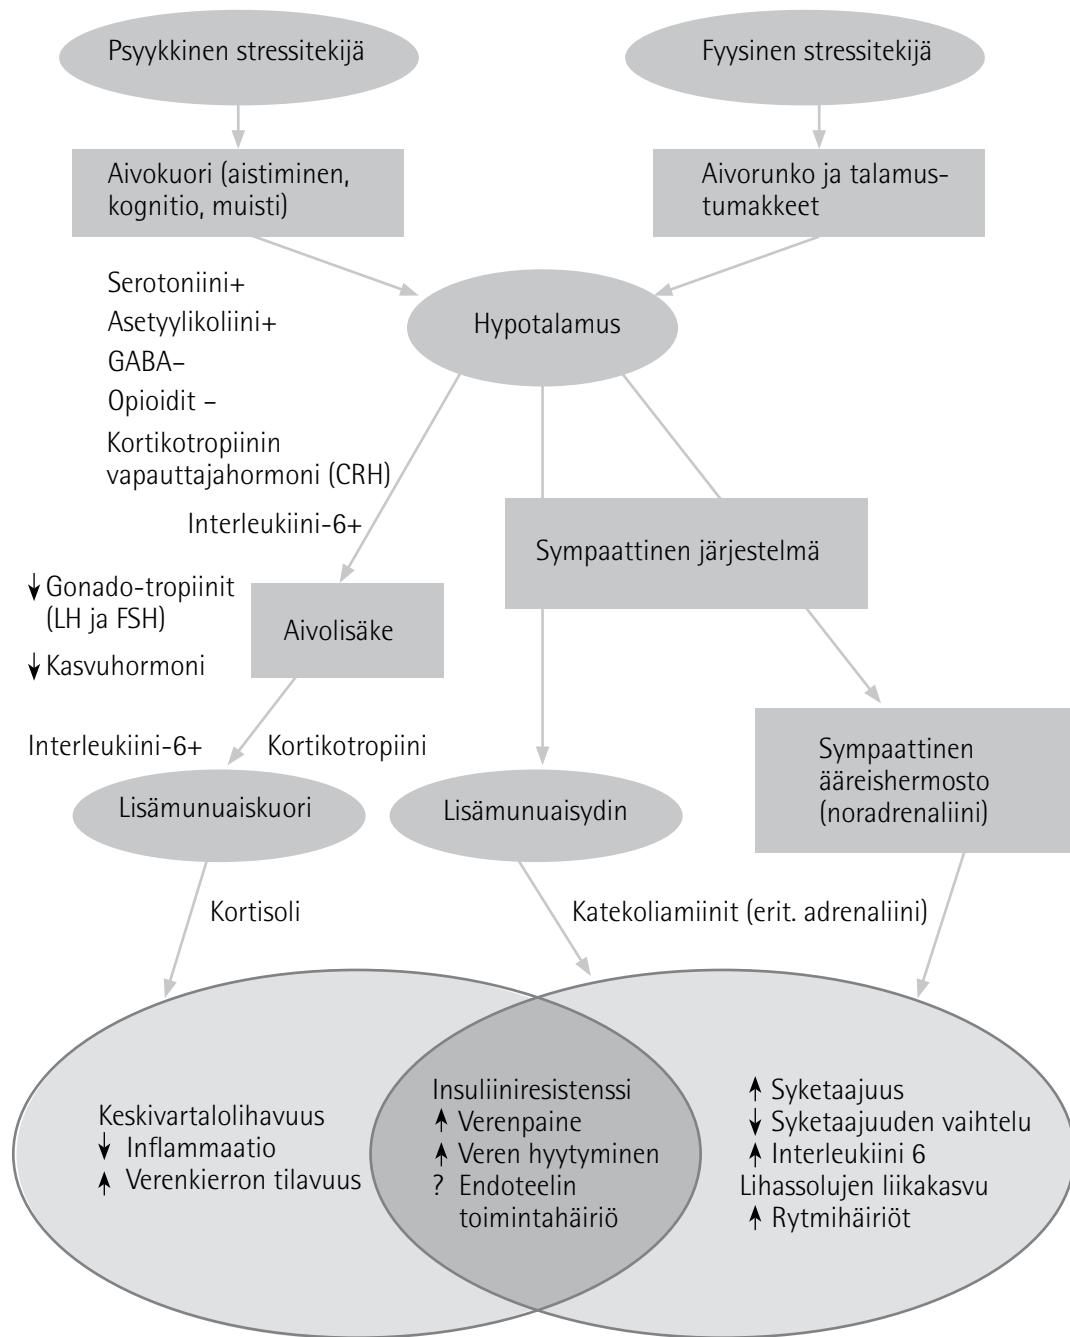 Psyykkinen stressitekijä
Fyysinen stressitekijä
Aivokuori (aistiminen,
kognitio, muisti)
Aivorunko ja talamus-
tumakkeet
Serotoniini+
Asetyylikoliini+
GABA–
Opioidit –
Kortikotropiinin
vapauttajahormoni (CRH)
Interleukiini-6+
Hypotalamus
Sympaattinen järjestelmä
↓ Gonado-tropiinit
(LH ja FSH)
↓ Kasvuhormoni
Aivolisäke
Interleukiini-6+
Kortikotropiini
Sympaattinen
ääreishermosto
(noradrenaliini)
Lisämunuaiskuori
Lisämunuaisydin
Kortisoli
Katekoliamiinit (erit. adrenaliini)
Keskivartalolihavuus
↓ Inflammaatio
↑ Verenkierron tilavuus
Insuliiniresistenssi
↑ Verenpaine
↑ Veren hyytyminen
? Endoteelin
toimintahäiriö
↑ Syketaajuus
↓ Syketaajuuden vaihtelu
↑ Interleukiini 6
Lihassolujen liikakasvu
↑ Rytmihäiriöt